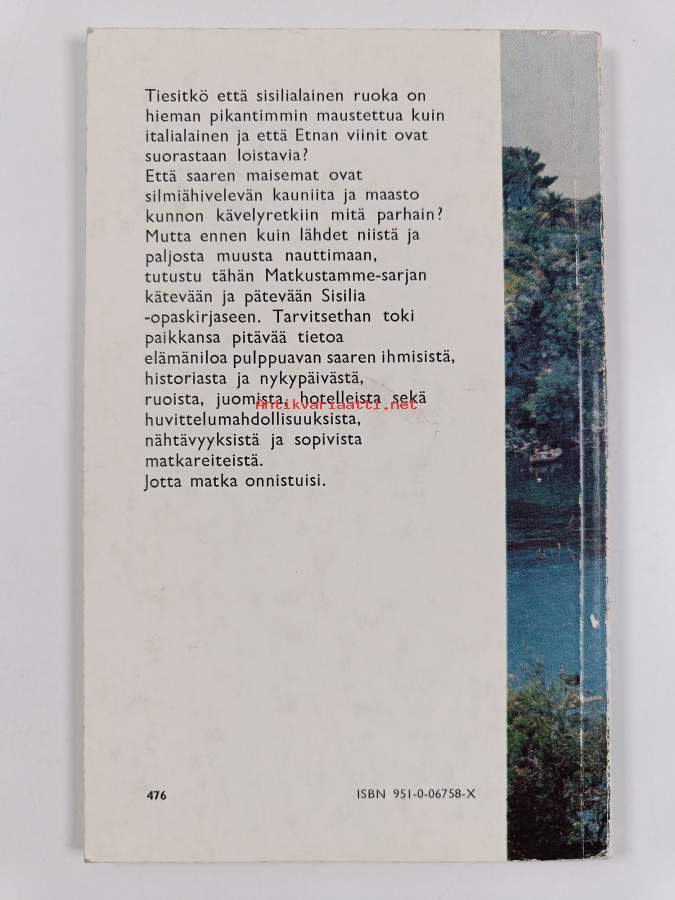 Tiesitkö että sisilialainen ruoka on
hieman pikantimmin maustettua kuin
italialainen ja että Etnan viinit ovat
suorastaan loistavia?
Että saaren maisemat ovat
silmiähivelevän kauniita ja maasto
kunnon kävelyretkiin mitä parhain?
Mutta ennen kuin lähdet niistä ja
paljosta muusta nauttimaan,
tutustu tähän Matkustamme-sarjan
kätevään ja pätevään Sisilia
-opaskirjaseen. Tarvitsethan toki
paikkansa pitävää tietoa
elämäniloa pulppuavan saaren ihmisistä,
historiasta ja nykypäivästä,
ruoista, juomista, hotelleista sekä
Antikvariaatti.net
huvittelumahdollisuuksista,
nähtävyyksistä ja sopivista
matkareiteistä.
Jotta matka onnistuisi.
476
ISBN 951-0-06758-X